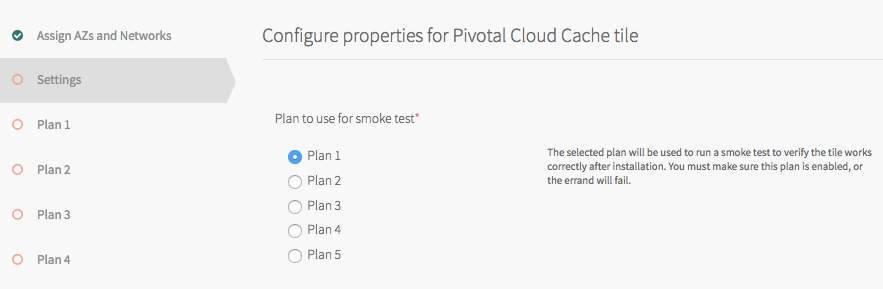 Assign AZs and Networks
Settings
Plan 1
Plan 2
Plan 3
Plan 4
Configure properties for Pivotal Cloud Cache tile
Plan to use for smoke test*
Plan 1
Plan 2
Plan 3
Plan 4
Plan 5
The selected plan will be used to run a smoke test to verify the tile works
correctly after installation. You must make sure this plan is enabled, or
the errand will fail.